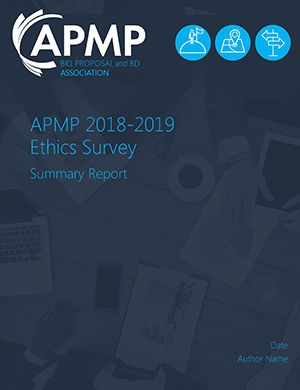 APMP
BID, PROPOSAL and BD
ASSOCIATION
APMP 2018-2019
Ethics Survey
Summary Report
Date
Author Name